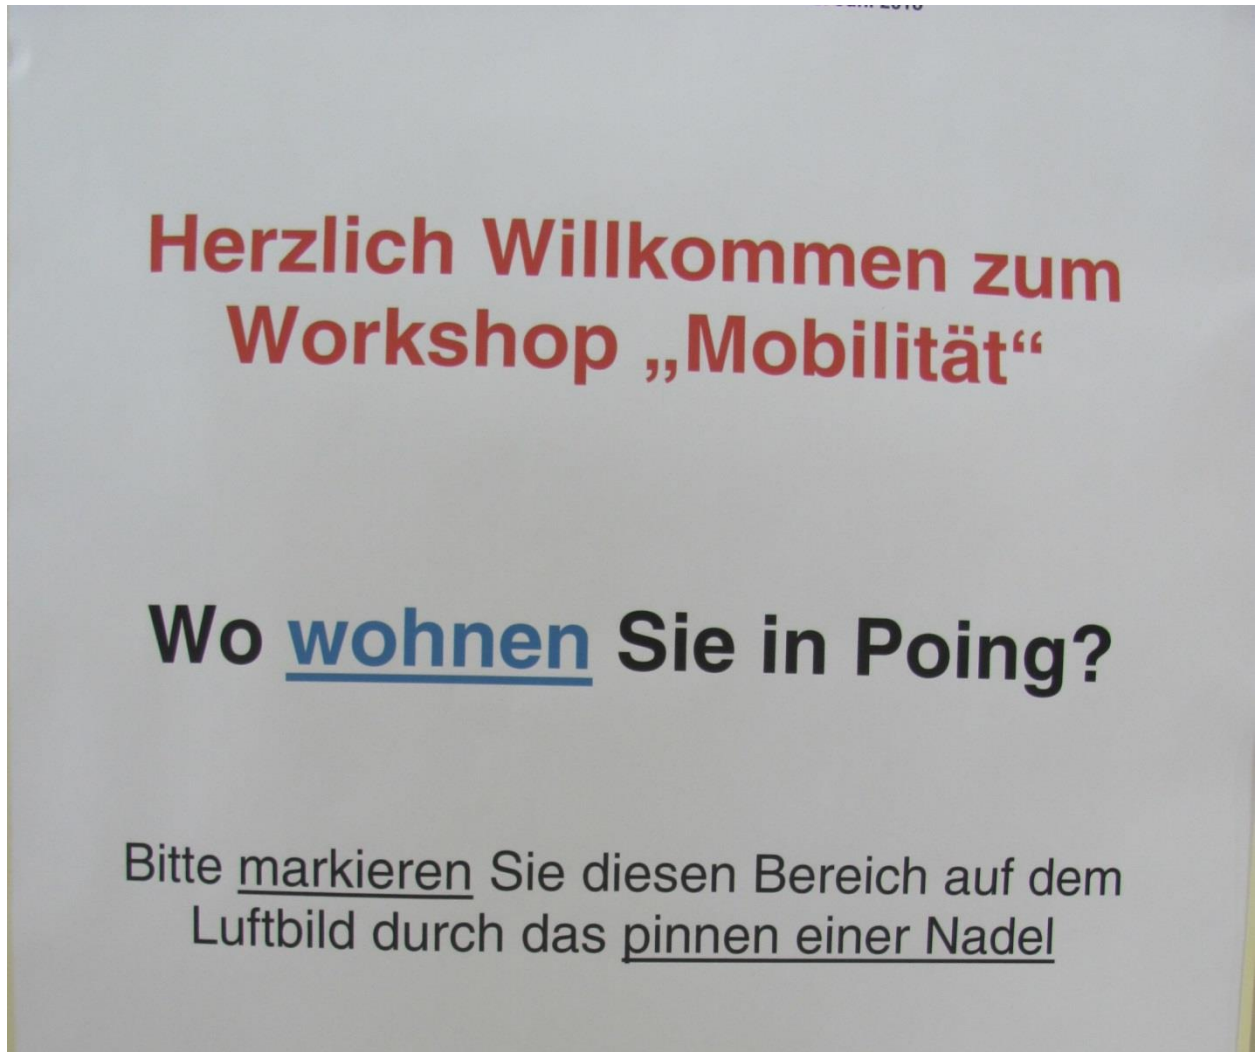 Herzlich Willkommen zum
Workshop „Mobilität“
Wo wohnen Sie in Poing?
Bitte markieren Sie diesen Bereich auf dem
Luftbild durch das pinnen einer Nadel